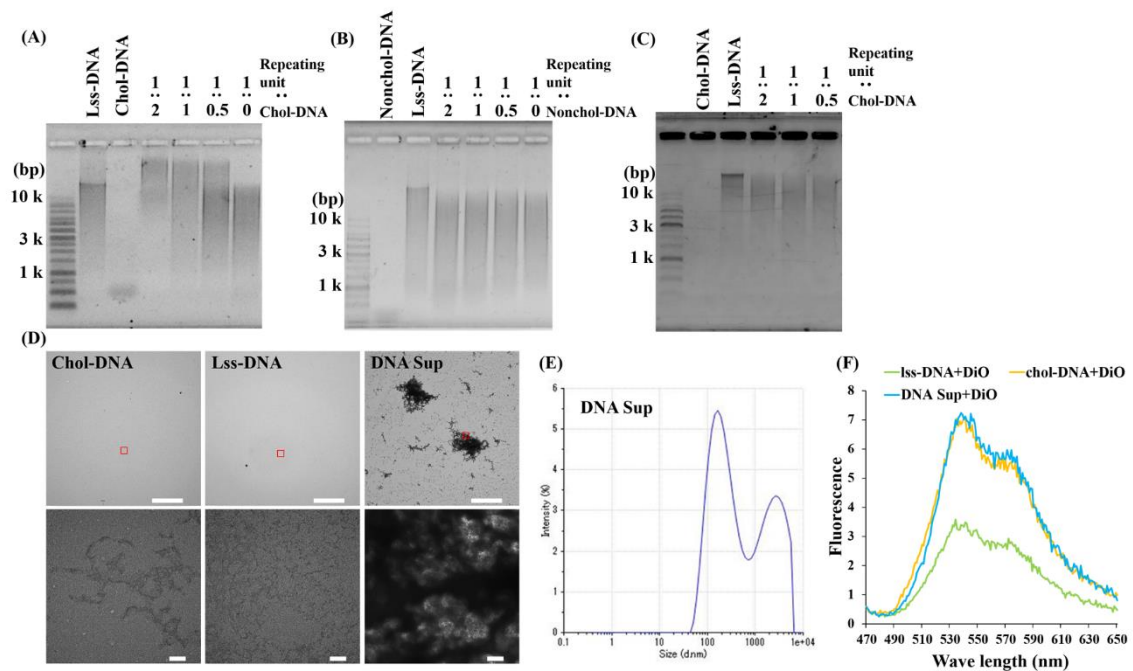 (A)
Lss-DNA
Chol-DNA
1 1 1 1 Repeating unit
: : : : :
2 1 0.5 0 Chol-DNA
(bp)
10 k
3 k
1 k
(B)
Nonchol-DNA
Lss-DNA
1 1 1 1 Repeating unit
: : : : :
2 1 0.5 0 Nonchol-DNA
(bp)
10 k
3 k
1 k
(C)
Chol-DNA
Lss-DNA
1 1 1 Repeating unit
: : : :
2 1 0.5 Chol-DNA
(bp)
10 k
3 k
1 k
(D)
Chol-DNA
Lss-DNA
DNA Sup
(E)
DNA Sup
Intensity (%)
6
5
4
3
2
1
0
0.1 1 10 100 1000 1e+04
Size (d.nm)
(F)
lss-DNA+DiO chol-DNA+DiO
DNA Sup+DiO
Fluorescence
8
7
6
5
4
3
2
1
0
470 490 510 530 550 570 590 610 630 650
Wave length (nm)